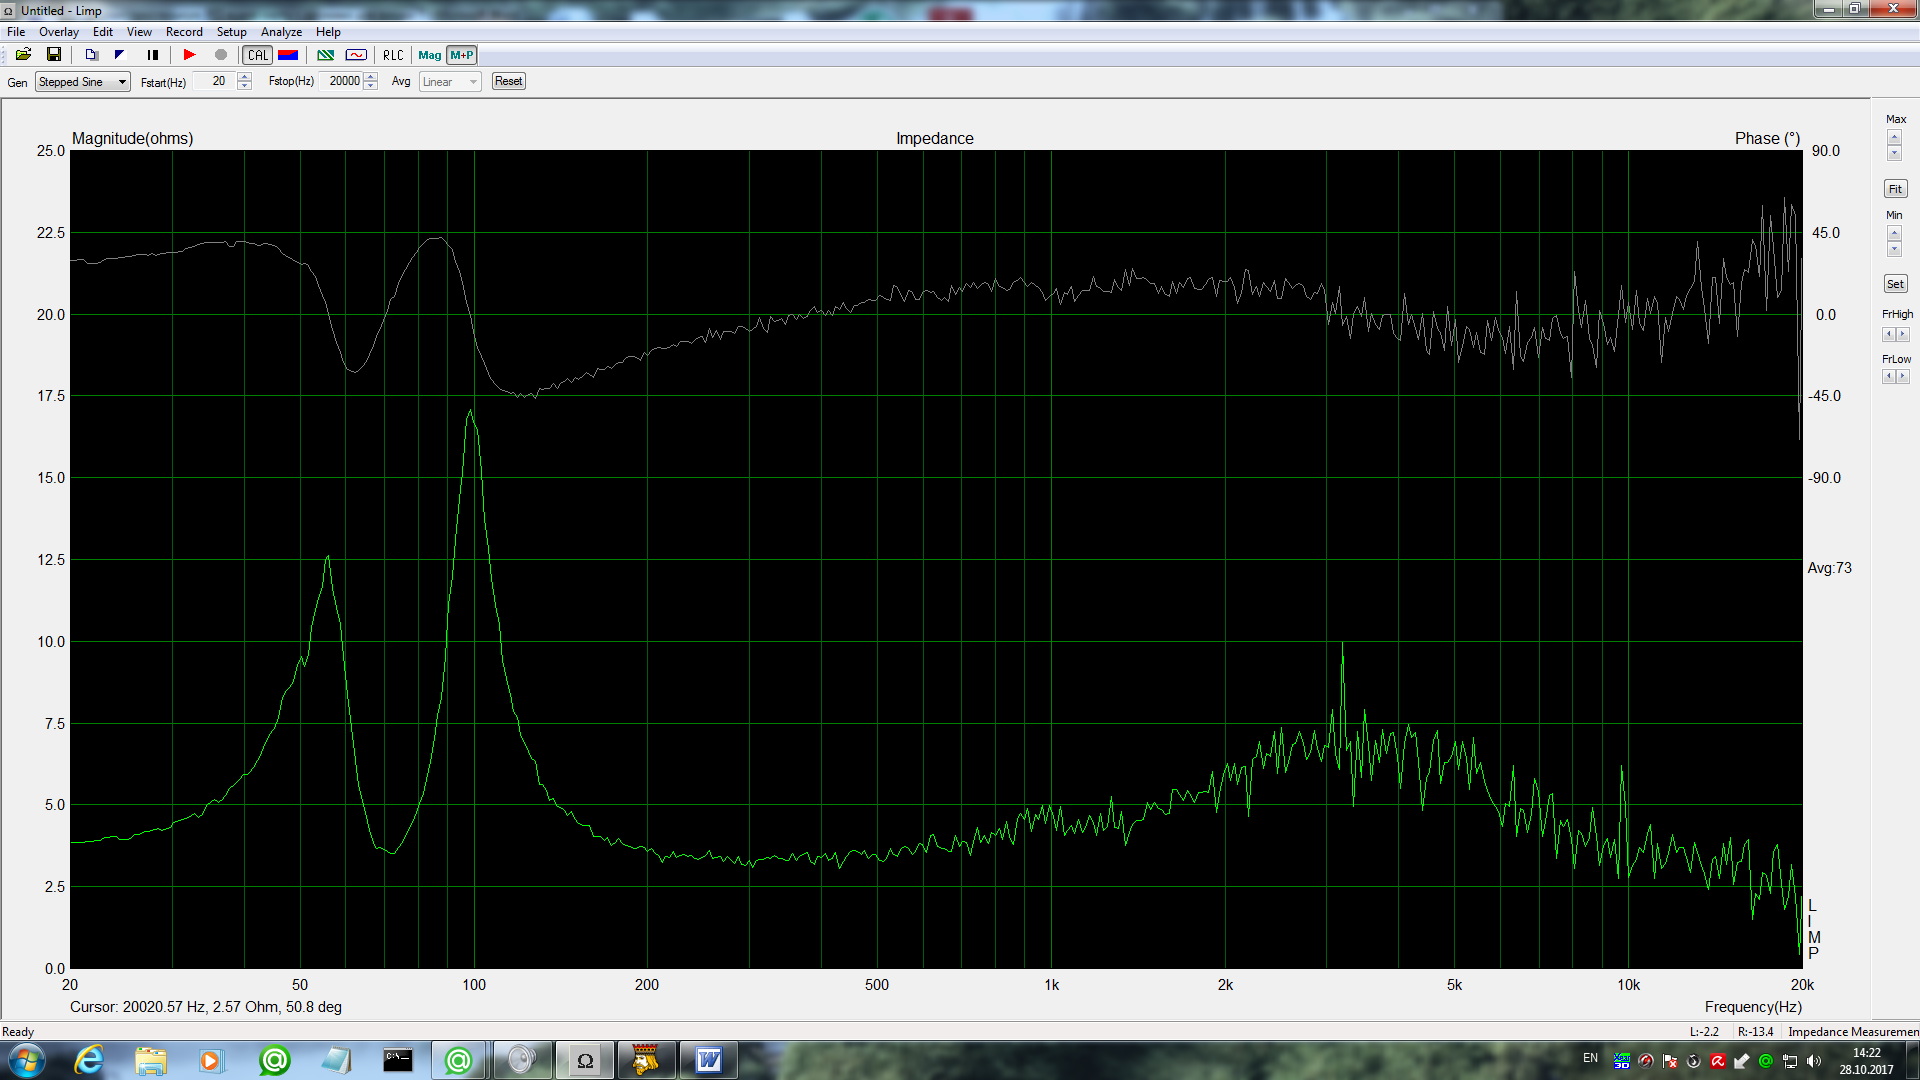 Ω Untitled - Limp
File Overlay Edit View Record Setup Analyze Help
CAL RLC Mag M+P
Gen Stepped Sine Fstart(Hz) 20 Fstop(Hz) 20000 Avg Linear Reset
Magnitude(ohms) Impedance Phase (°)
25.0 90.0
22.5 45.0
20.0 0.0
17.5 -45.0
15.0 -90.0
12.5
Avg:73
10.0
7.5
5.0
2.5
0.0
L
I
M
P
20 50 100 200 500 1k 2k 5k 10k 20k
Cursor: 20020.57 Hz, 2.57 Ohm, 50.8 deg Frequency(Hz)
Max
Fit
Min
Set
FrHigh
FrLow
Ready L:-2.2 R:-13.4 Impedance Measuremen
C:\ Ω W EN 3D 14:22
28.10.2017